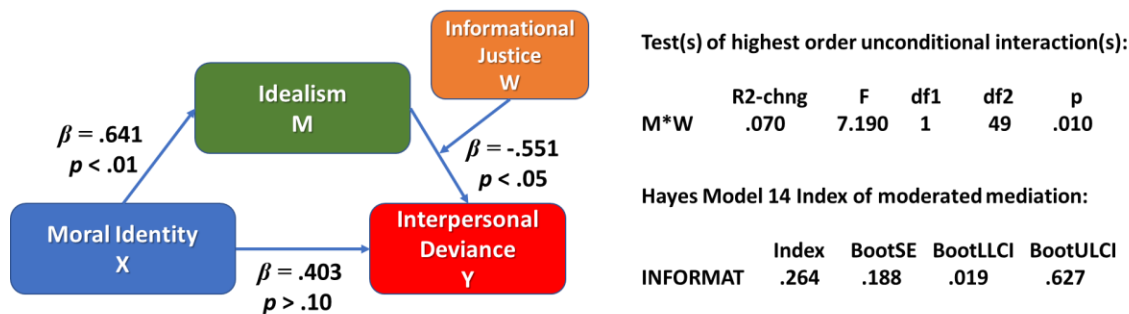 Informational
Justice
W
Idealism
M
β = .641
p < .01
β = -.551
p < .05
Moral Identity
X
Interpersonal
Deviance
Y
β = .403
p > .10
Test(s) of highest order unconditional interaction(s):
R2-chng F df1 df2 p
M*W .070 7.190 1 49 .010
Hayes Model 14 Index of moderated mediation:
Index BootSE BootLLCI BootULCI
INFORMAT .264 .188 .019 .627